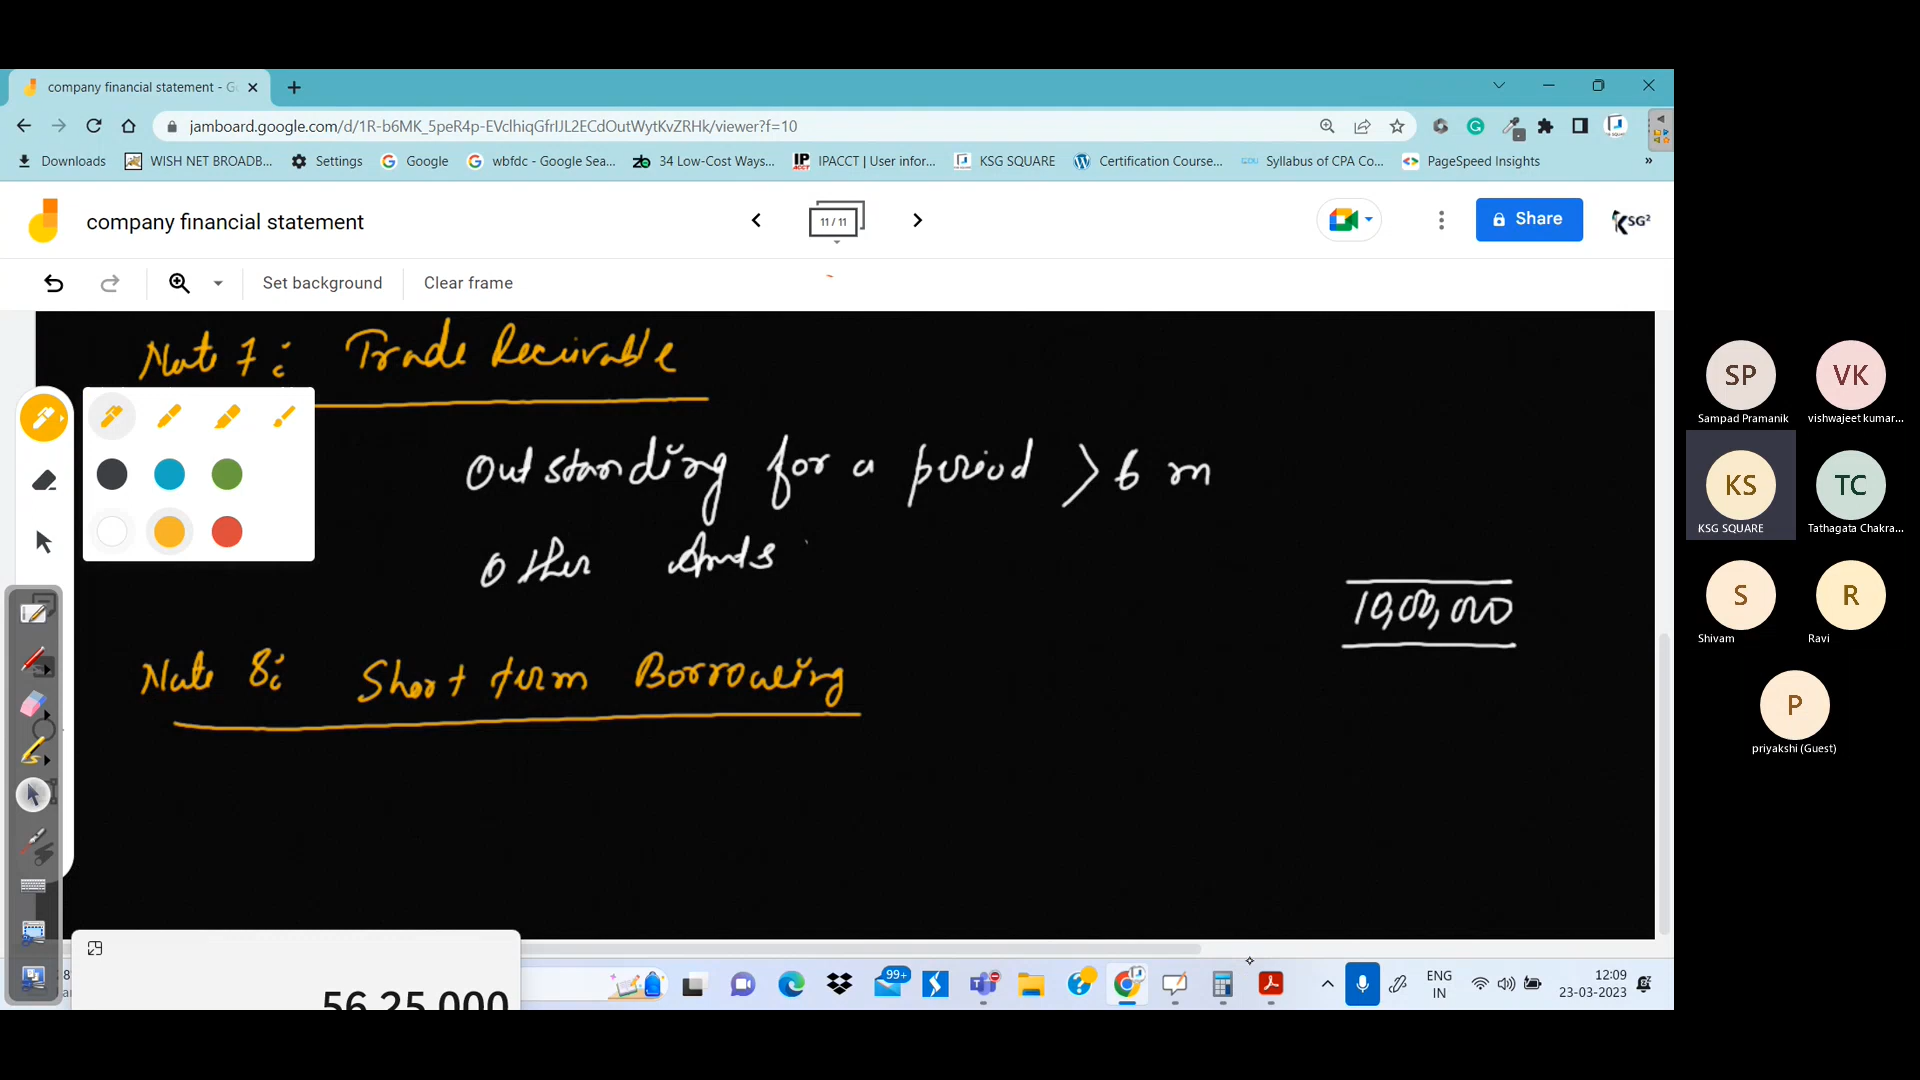 company financial statement - G
jamboard.google.com/d/1R-b6MK_5peR4p-EVclhiqGfrIJL2ECdOutWytKvZRHk/viewer?f=10
Downloads WISH NET BROADB... Settings Google wbfdc - Google Sea... 34 Low-Cost Ways... IPACCT | User infor... KSG SQUARE Certification Course... Syllabus of CPA Co... PageSpeed Insights »
company financial statement
11 / 11
Share
KSG²
Set background Clear frame
Note 7: Trade Recivable
Outstanding for a period > 6 m
Other Amts
10,00,000
Note 8: Short term Borrowing
56,25,000
99+
ENG
IN
12:09
23-03-2023
SP
Sampad Pramanik
VK
vishwajeet kumar...
KS
KSG SQUARE
TC
Tathagata Chakra...
S
Shivam
R
Ravi
P
priyakshi (Guest)